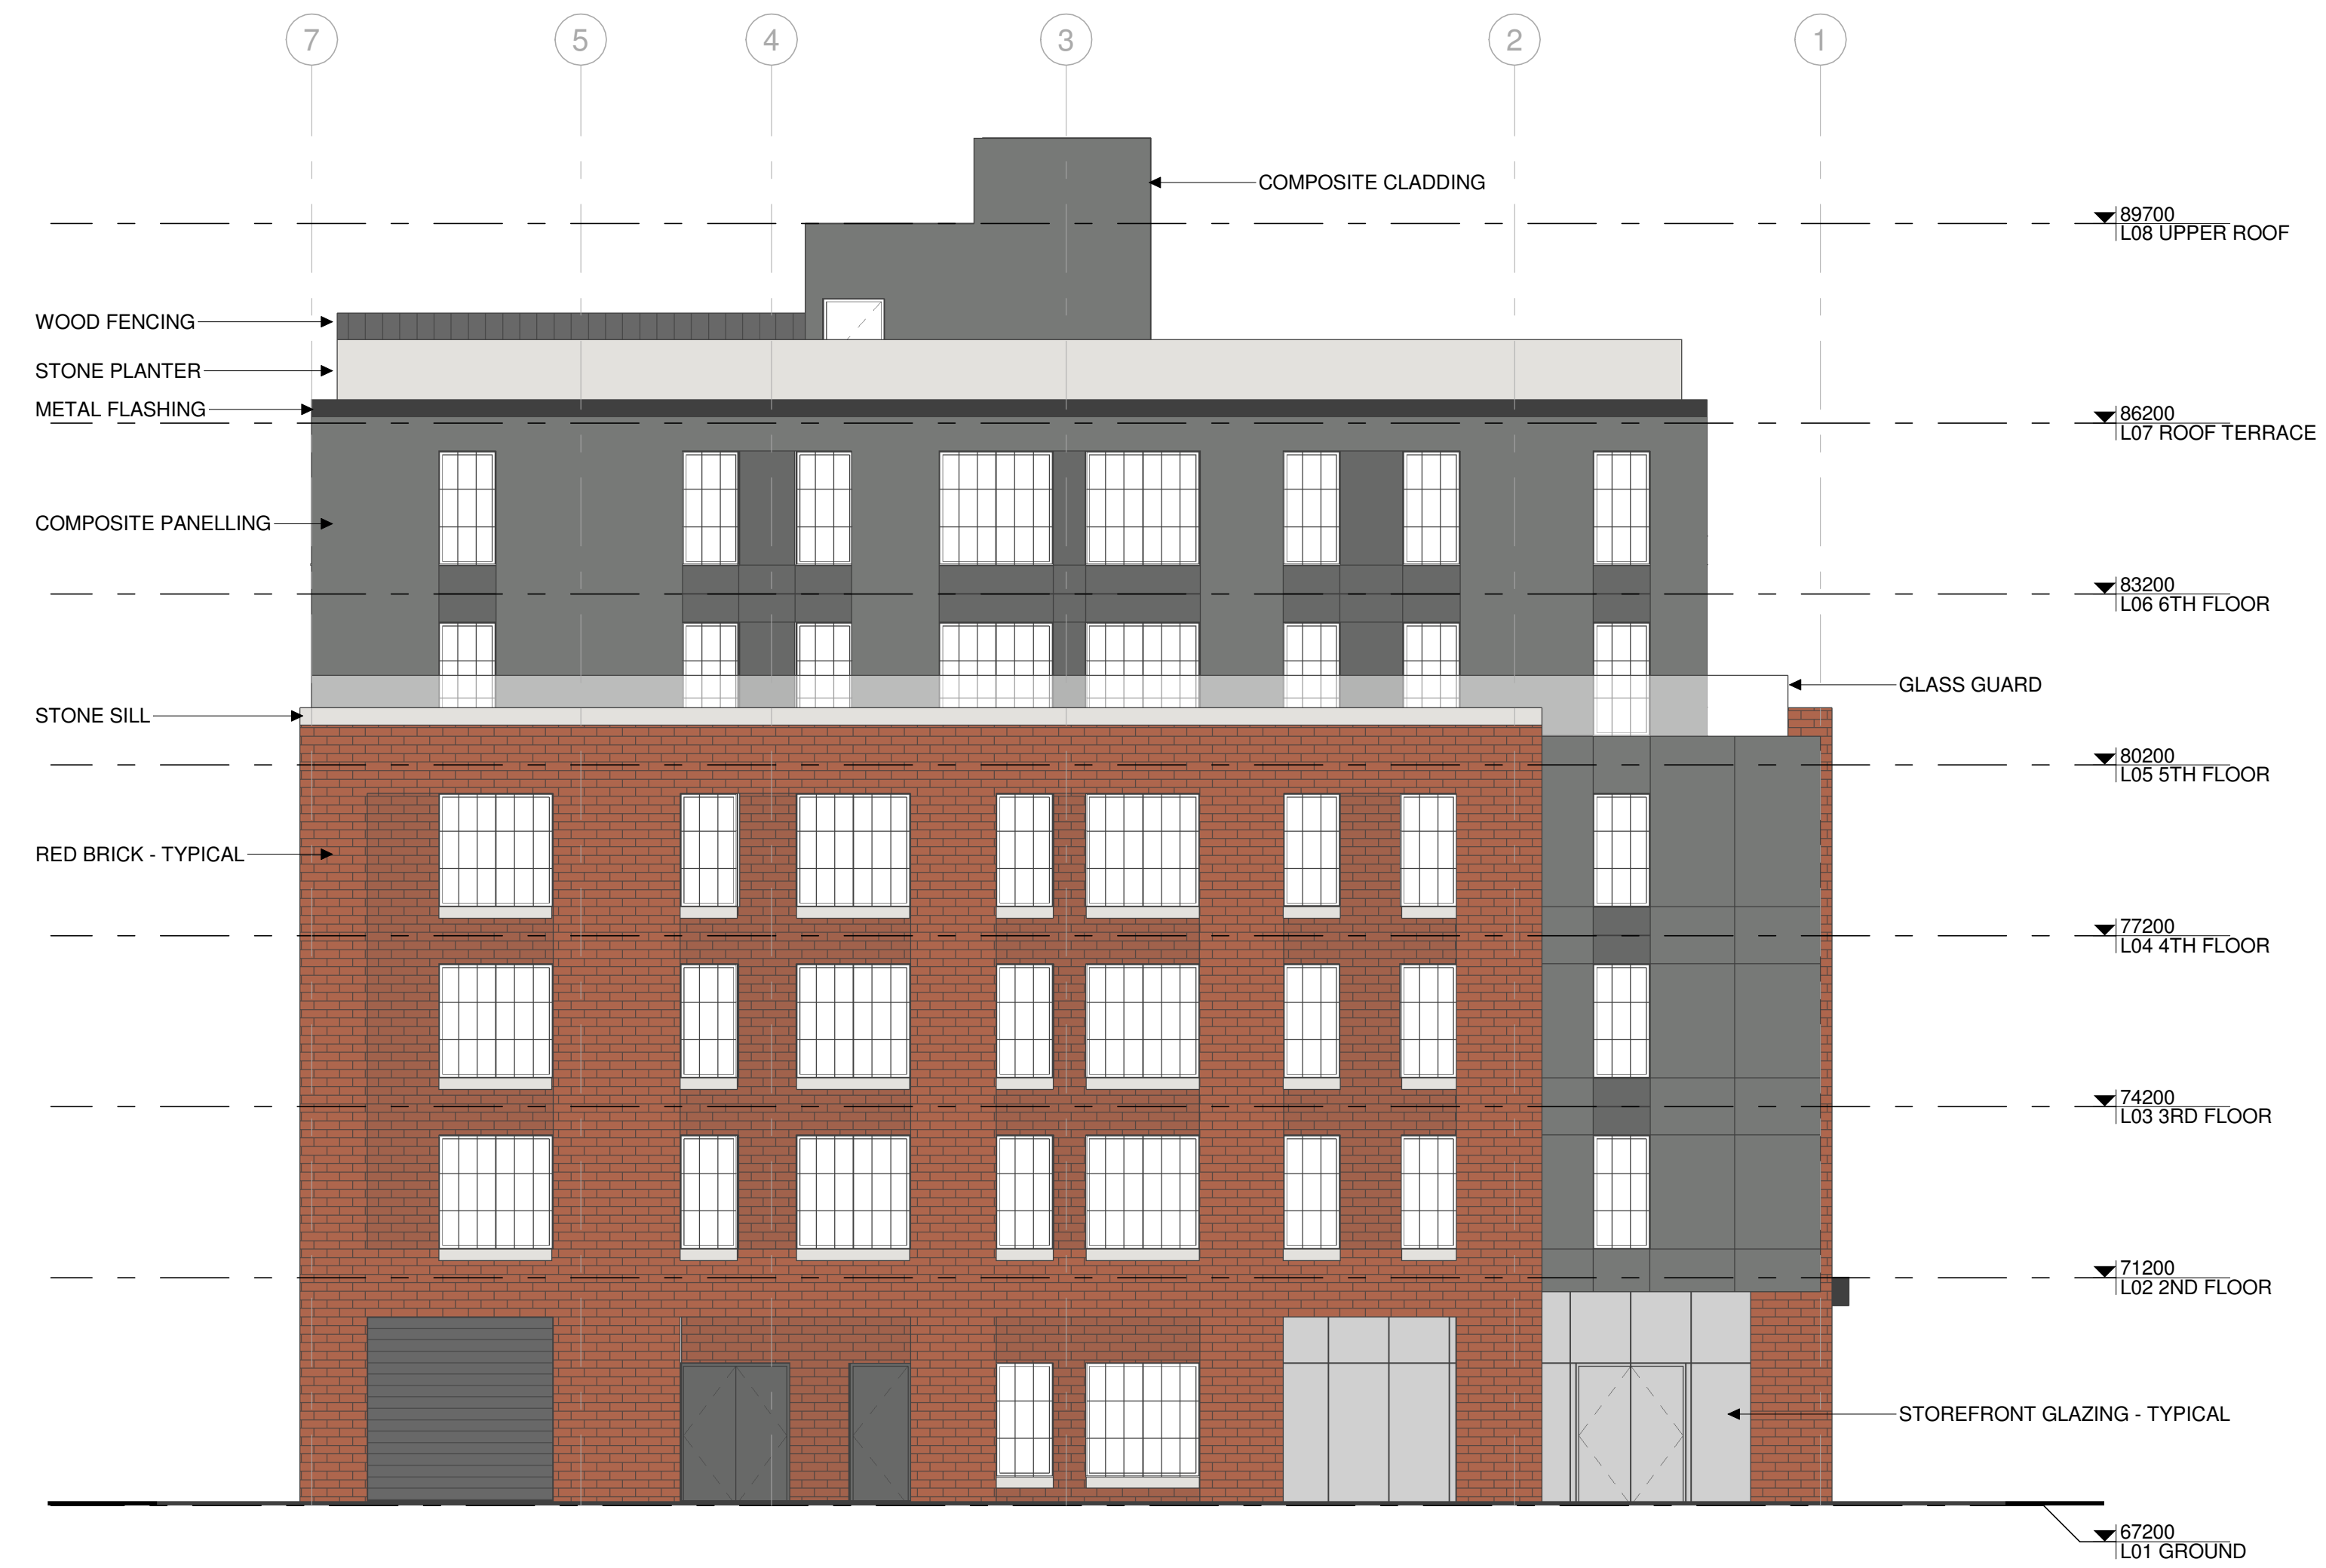 7 5 4 3 2 1
COMPOSITE CLADDING
89700
L08 UPPER ROOF
WOOD FENCING
STONE PLANTER
METAL FLASHING
86200
L07 ROOF TERRACE
COMPOSITE PANELLING
83200
L06 6TH FLOOR
GLASS GUARD
STONE SILL
80200
L05 5TH FLOOR
RED BRICK - TYPICAL
77200
L04 4TH FLOOR
74200
L03 3RD FLOOR
71200
L02 2ND FLOOR
STOREFRONT GLAZING - TYPICAL
67200
L01 GROUND